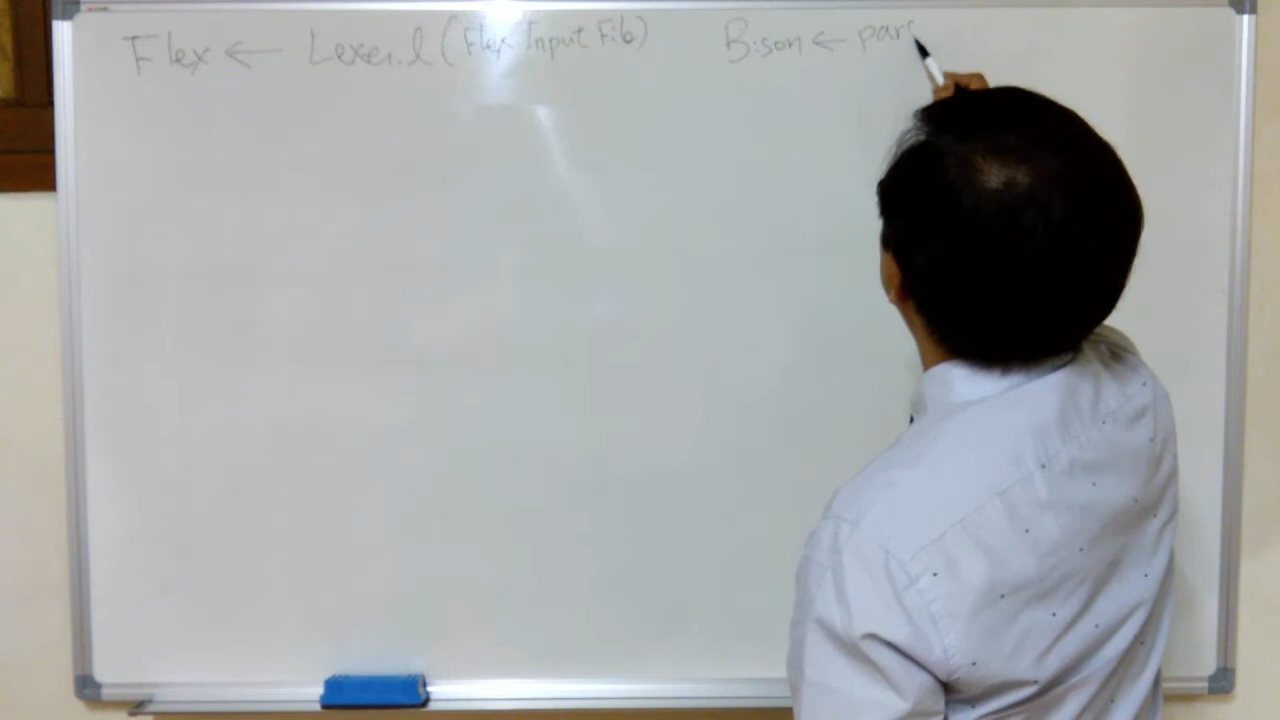 Flex ← Lexer.l (Flex Input File) Bison ← pars